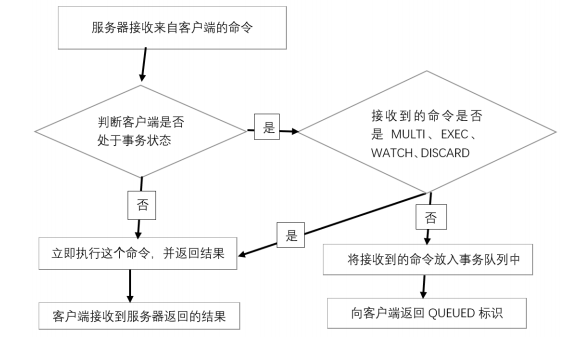 服务器接收来自客户端的命令
判断客户端是否
处于事务状态
是
接收到的命令是否
是 MULTI、EXEC、
WATCH、DISCARD
否
是
否
立即执行这个命令，并返回结果
将接收到的命令放入事务队列中
客户端接收到服务器返回的结果
向客户端返回 QUEUED 标识